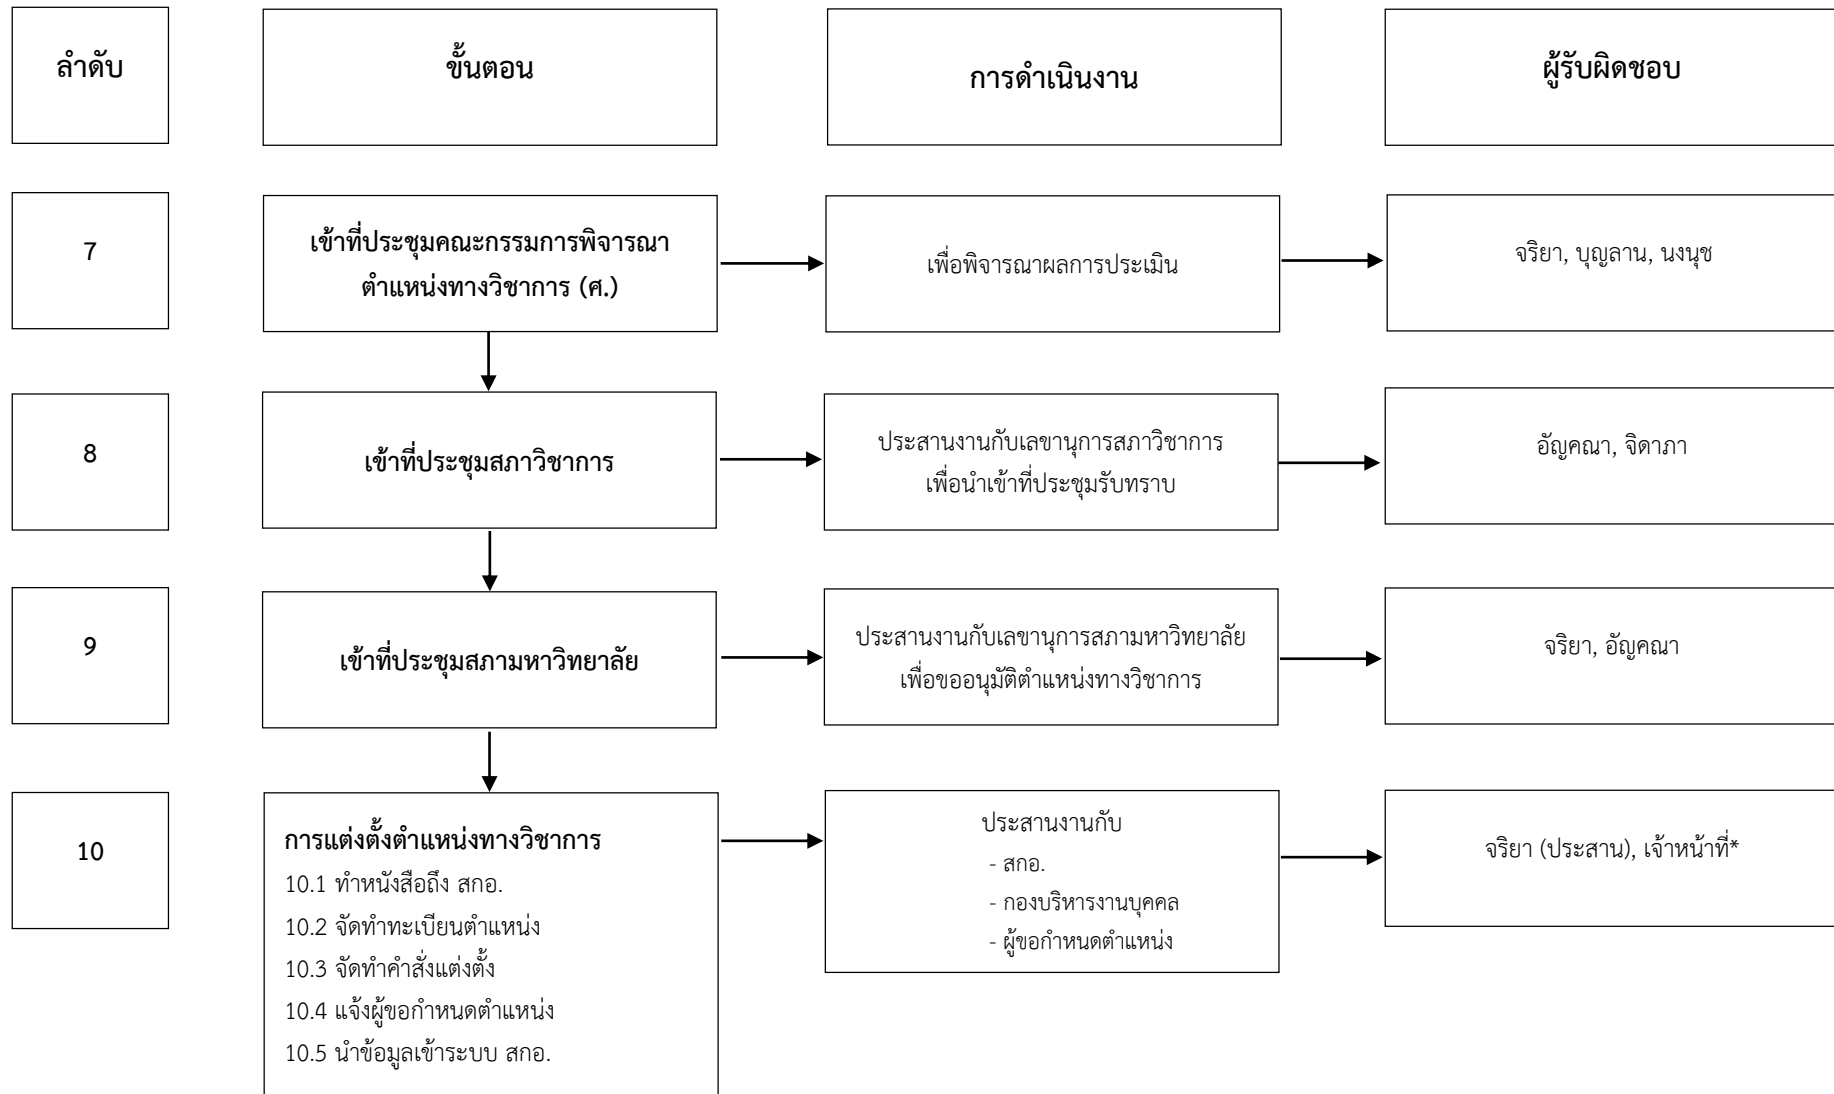 ลำดับ
ขั้นตอน
การดำเนินงาน
ผู้รับผิดชอบ
7
เข้าที่ประชุมคณะกรรมการพิจารณา
ตำแหน่งทางวิชาการ (ศ.)
เพื่อพิจารณาผลการประเมิน
จริยา, บุญลาน, นงนุช
8
เข้าที่ประชุมสภาวิชาการ
ประสานงานกับเลขานุการสภาวิชาการ
เพื่อนำเข้าที่ประชุมรับทราบ
อัญคณา, จิดาภา
9
เข้าที่ประชุมสภามหาวิทยาลัย
ประสานงานกับเลขานุการสภามหาวิทยาลัย
เพื่อขออนุมัติตำแหน่งทางวิชาการ
จริยา, อัญคณา
10
การแต่งตั้งตำแหน่งทางวิชาการ
10.1 ทำหนังสือถึง สกอ.
10.2 จัดทำทะเบียนตำแหน่ง
10.3 จัดทำคำสั่งแต่งตั้ง
10.4 แจ้งผู้ขอกำหนดตำแหน่ง
10.5 นำข้อมูลเข้าระบบ สกอ.
ประสานงานกับ
- สกอ.
- กองบริหารงานบุคคล
- ผู้ขอกำหนดตำแหน่ง
จริยา (ประสาน), เจ้าหน้าที่*